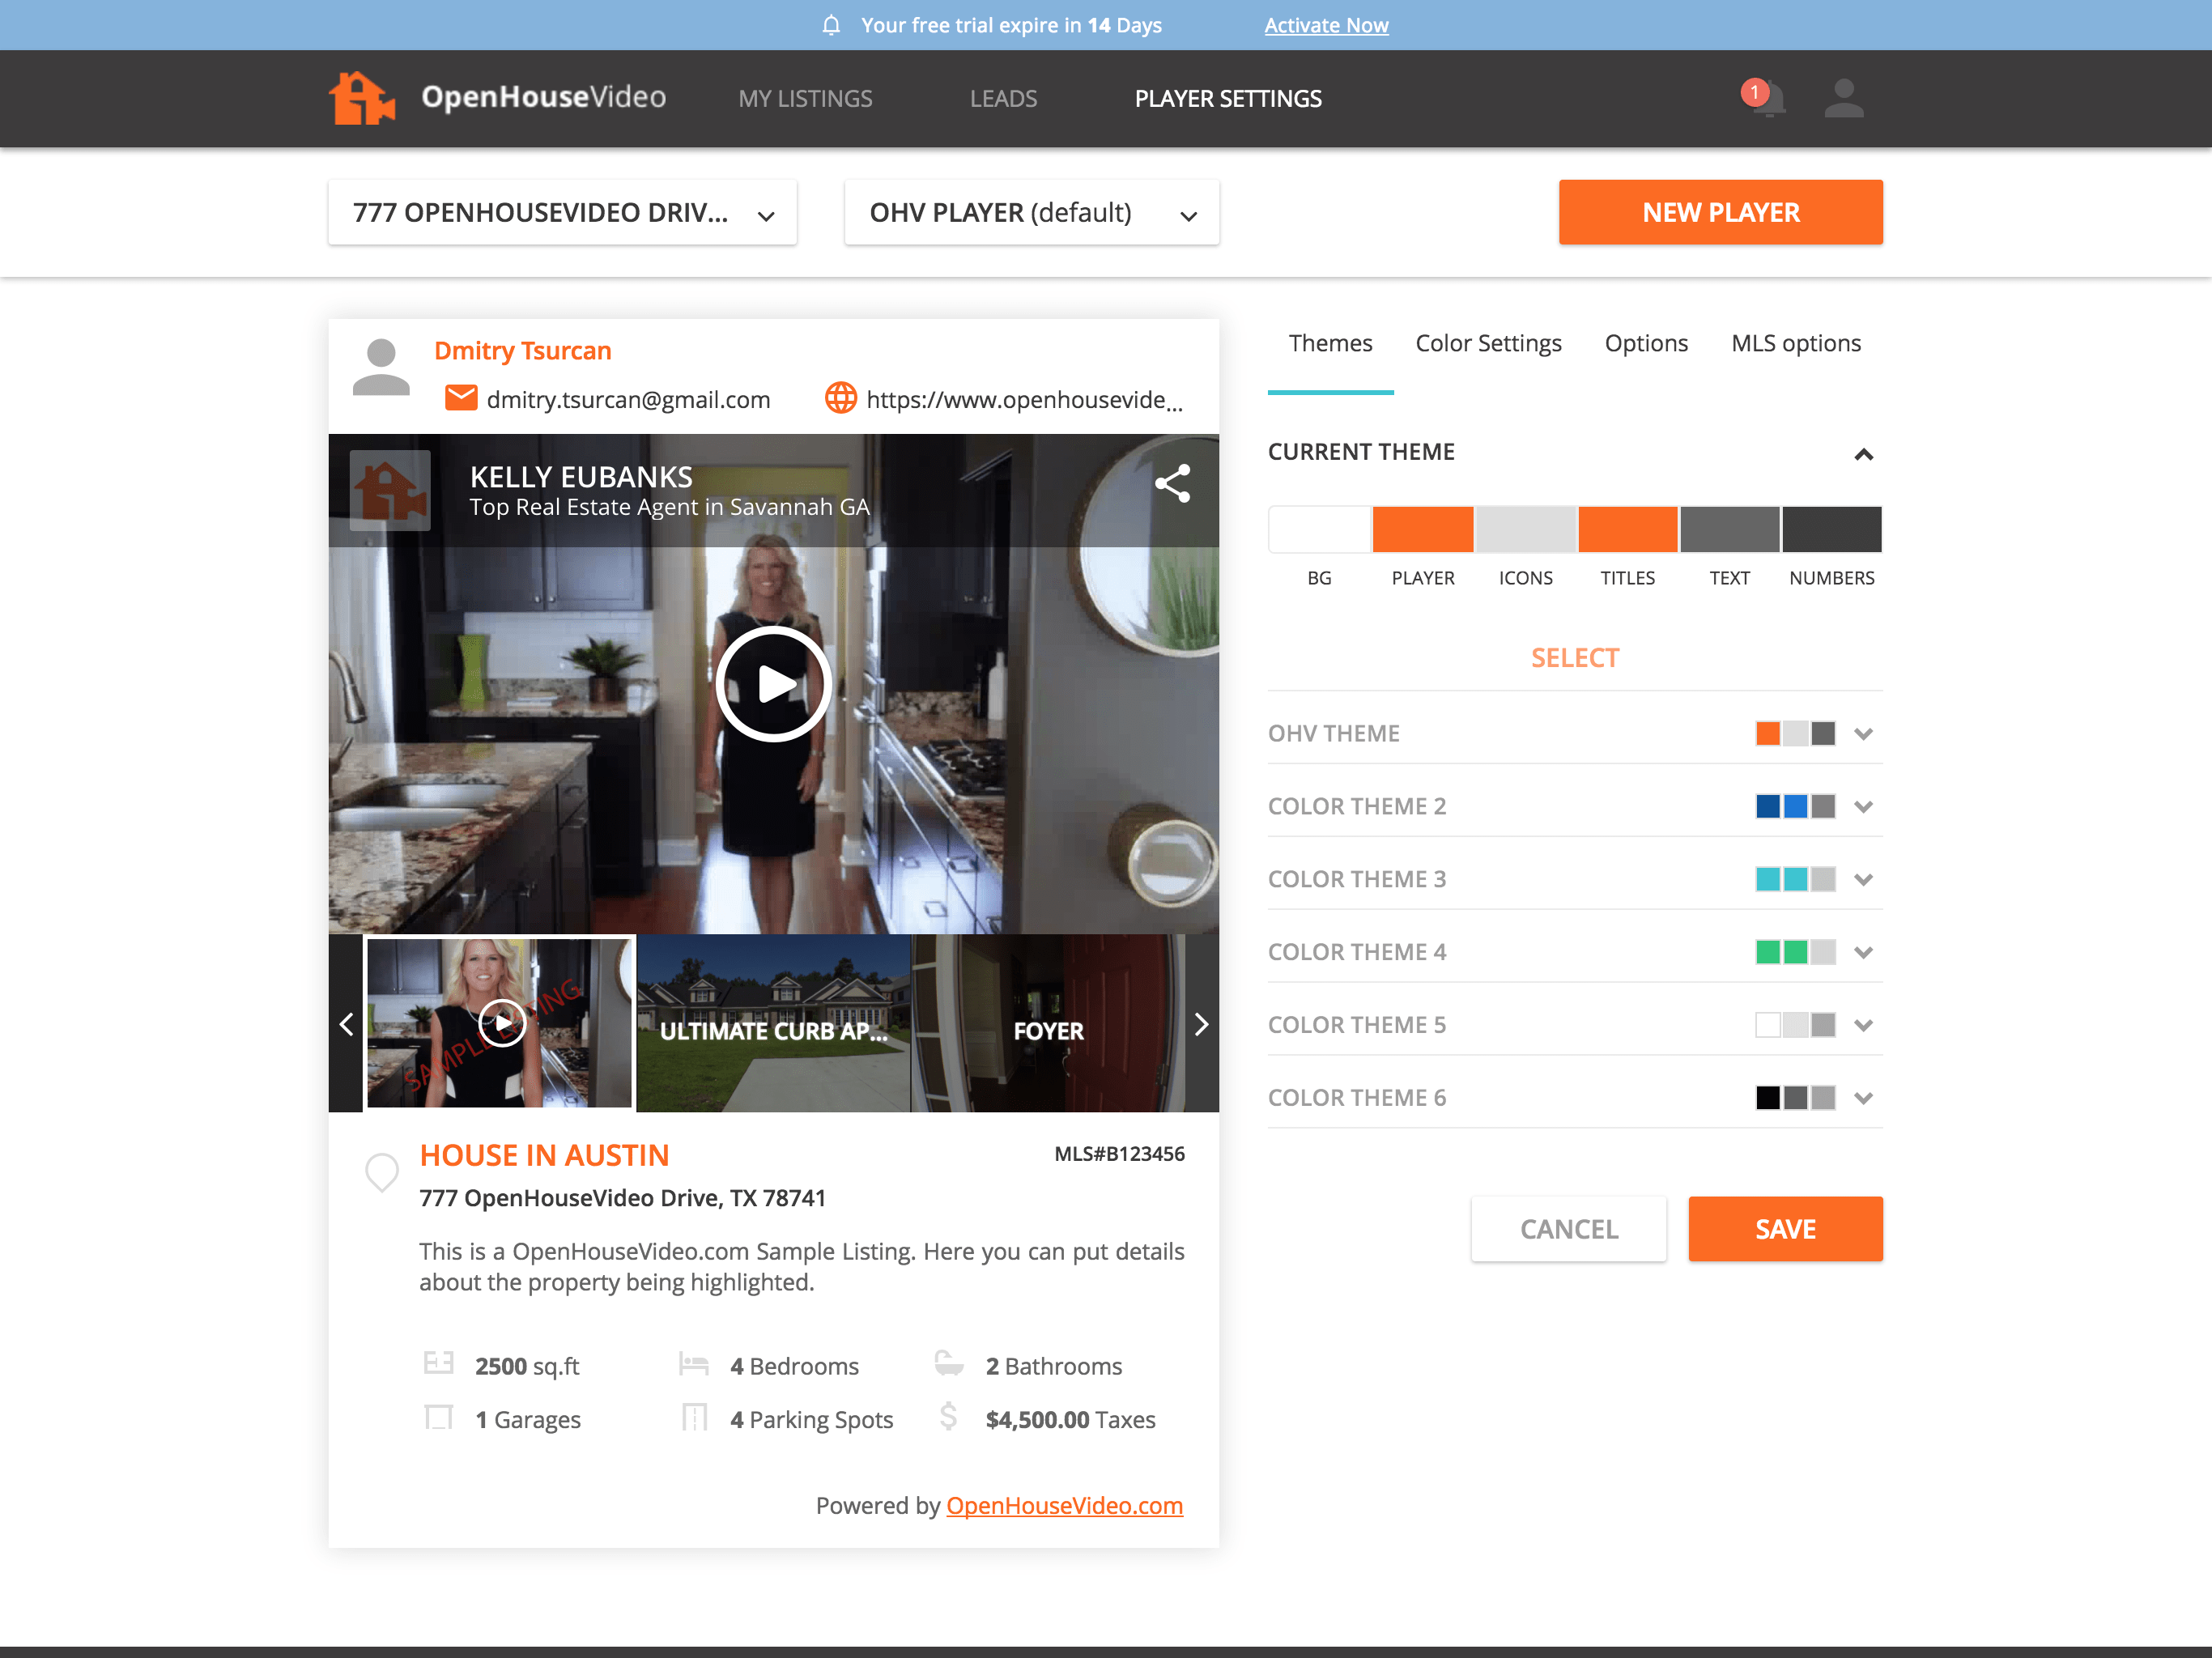 Your free trial expire in 14 Days Activate Now
OpenHouseVideo MY LISTINGS LEADS PLAYER SETTINGS 1
777 OPENHOUSEVIDEO DRIV... OHV PLAYER (default) NEW PLAYER
Dmitry Tsurcan
dmitry.tsurcan@gmail.com https://www.openhousevide...
KELLY EUBANKS
Top Real Estate Agent in Savannah GA
SAMPLE LISTING
ULTIMATE CURB AP... FOYER
HOUSE IN AUSTIN MLS#B123456
777 OpenHouseVideo Drive, TX 78741
This is a OpenHouseVideo.com Sample Listing. Here you can put details
about the property being highlighted.
2500 sq.ft 4 Bedrooms 2 Bathrooms
1 Garages 4 Parking Spots $4,500.00 Taxes
Powered by OpenHouseVideo.com
Themes Color Settings Options MLS options
CURRENT THEME
BG PLAYER ICONS TITLES TEXT NUMBERS
SELECT
OHV THEME
COLOR THEME 2
COLOR THEME 3
COLOR THEME 4
COLOR THEME 5
COLOR THEME 6
CANCEL SAVE